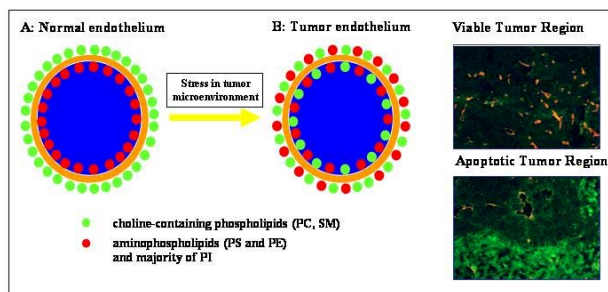 A: Normal endothelium
B: Tumor endothelium
Stress in tumor
microenvironment
choline-containing phospholipids (PC, SM)
aminophospholipids (PS and PE)
and majority of PI
Viable Tumor Region
Apoptotic Tumor Region